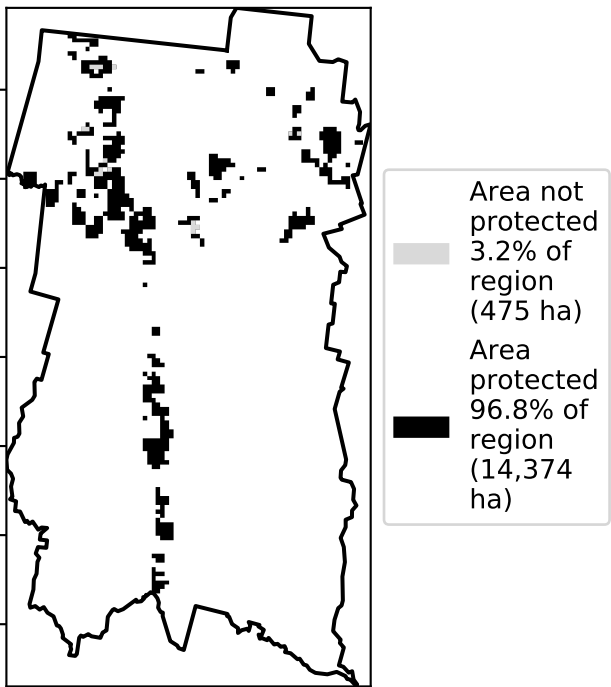 Area not
protected
3.2% of
region
(475 ha)
Area
protected
96.8% of
region
(14,374
ha)